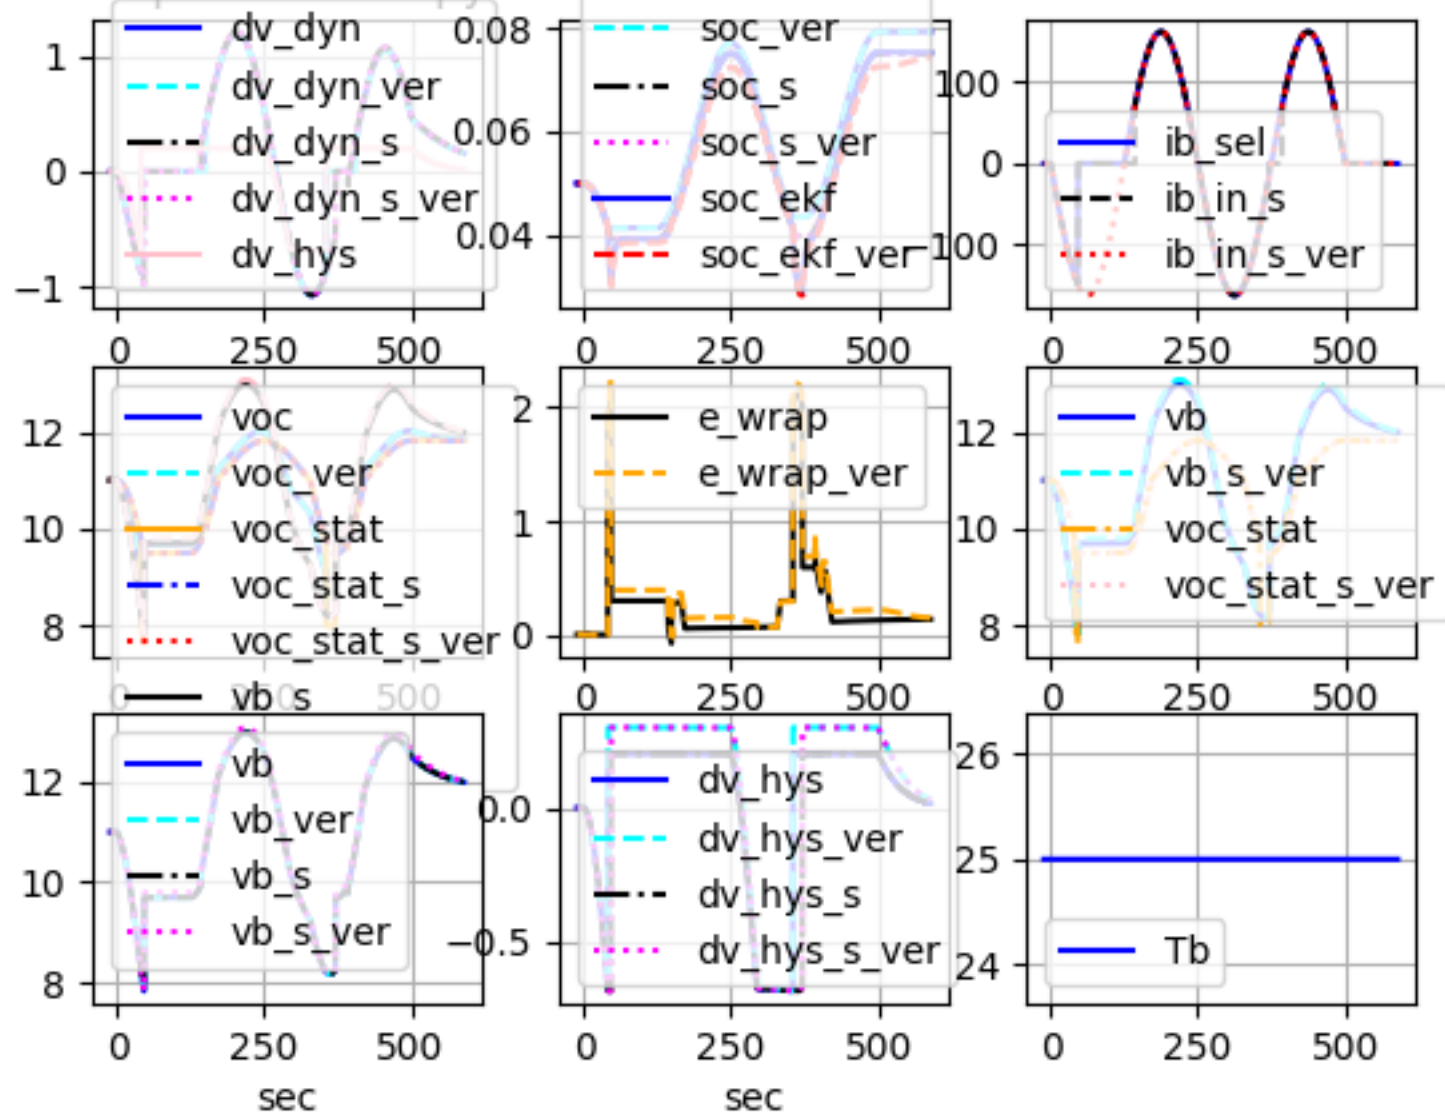 dv_dyn
dv_dyn_ver
dv_dyn_s
dv_dyn_s_ver
dv_hys
1
0
−1
0 250 500
soc_ver
soc_s
soc_s_ver
soc_ekf
soc_ekf_ver
0.08
0.06
0.04
0 250 500
ib_sel
ib_in_s
ib_in_s_ver
100
0
−100
0 250 500
voc
voc_ver
voc_stat
voc_stat_s
voc_stat_s_ver
vb_s
12
10
8
0 250 500
e_wrap
e_wrap_ver
2
1
0
0 250 500
vb
vb_s_ver
voc_stat
voc_stat_s_ver
12
10
8
vb
vb_ver
vb_s
vb_s_ver
12
10
8
0 250 500
sec
dv_hys
dv_hys_ver
dv_hys_s
dv_hys_s_ver
0.0
−0.5
0 250 500
sec
Tb
26
25
24
0 250 500
0 250 500